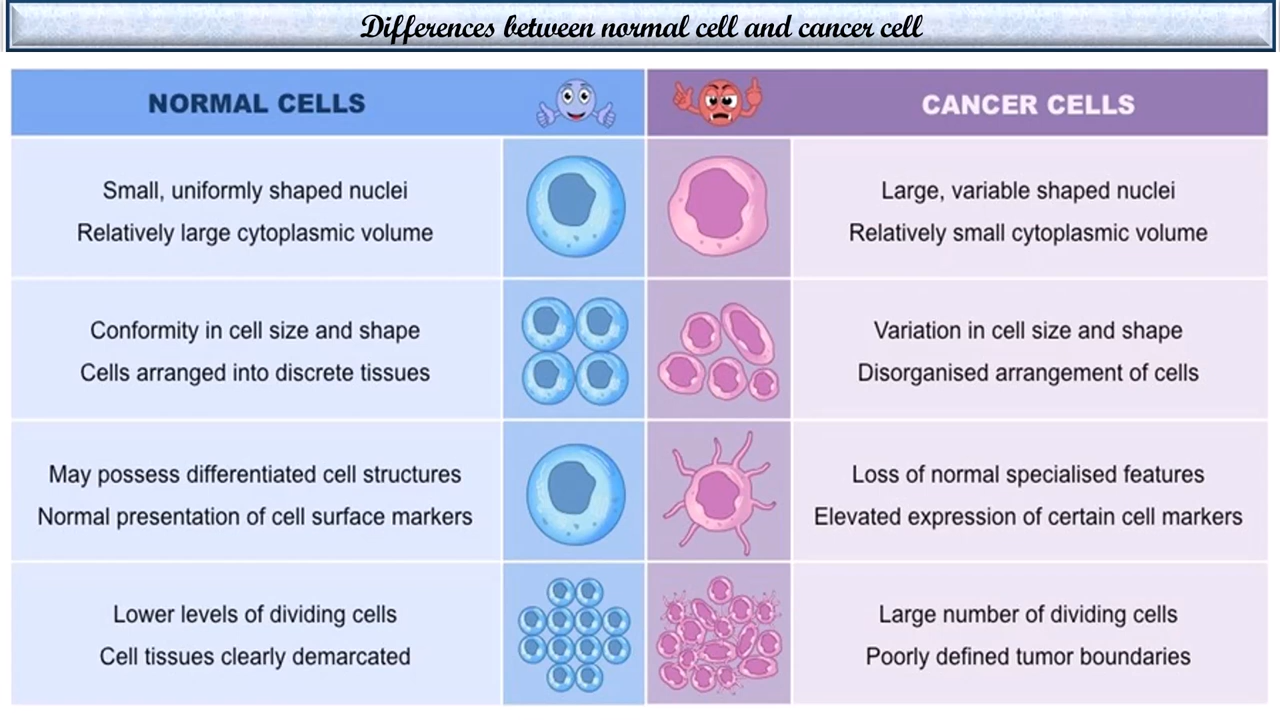 Differences between normal cell and cancer cell
NORMAL CELLS
CANCER CELLS
Small, uniformly shaped nuclei
Relatively large cytoplasmic volume
Large, variable shaped nuclei
Relatively small cytoplasmic volume
Conformity in cell size and shape
Cells arranged into discrete tissues
Variation in cell size and shape
Disorganised arrangement of cells
May possess differentiated cell structures
Normal presentation of cell surface markers
Loss of normal specialised features
Elevated expression of certain cell markers
Lower levels of dividing cells
Cell tissues clearly demarcated
Large number of dividing cells
Poorly defined tumor boundaries